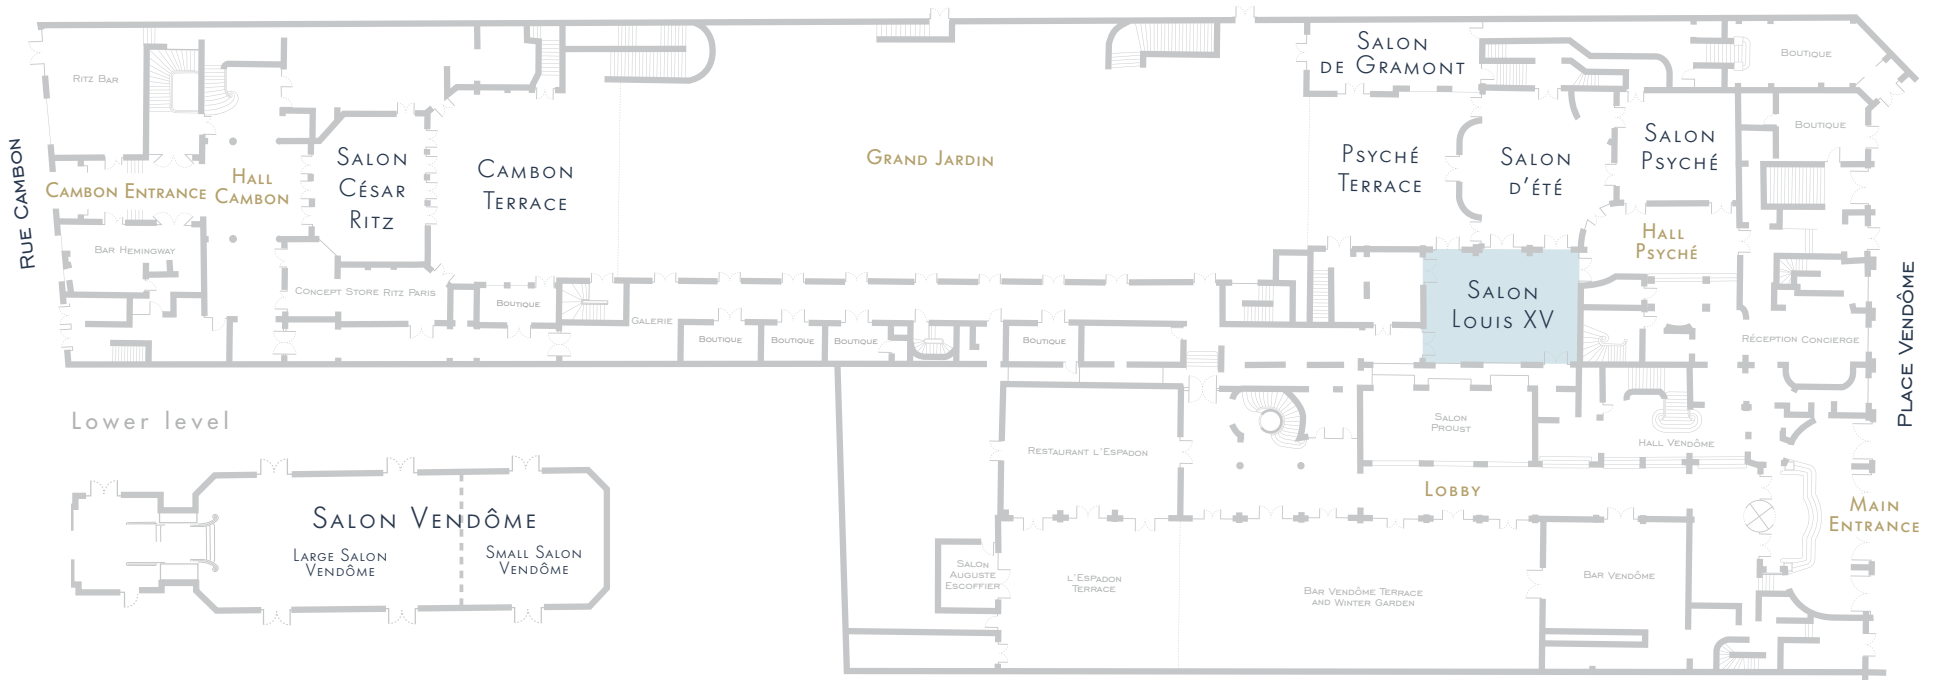 Rue Cambon
Ritz Bar
Cambon Entrance
Hall
Cambon
Bar Hemingway
Salon
César
Ritz
Concept Store Ritz Paris
Cambon
Terrace
Boutique
Galerie
Boutique
Boutique
Boutique
Boutique
Grand Jardin
Salon
de Gramont
Psyché
Terrace
Salon
d'été
Salon
Psyché
Hall
Psyché
Boutique
Boutique
Salon
Louis XV
Réception Concierge
Place Vendôme
Restaurant l'Espadon
Salon
Proust
Hall Vendôme
Lobby
Main
Entrance
Salon
Auguste
Escoffier
l'Espadon
Terrace
Bar Vendôme Terrace
and Winter Garden
Bar Vendôme
Lower level
Salon Vendôme
Large Salon
Vendôme
Small Salon
Vendôme